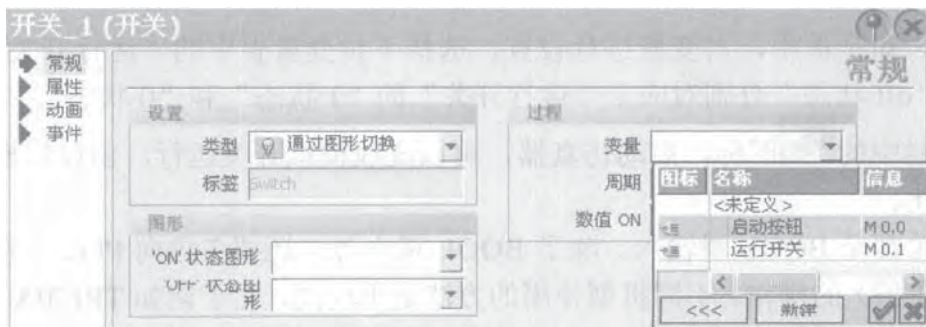 开关_1 (开关)
常规
属性
动画
事件
常规
设置
类型 通过图形切换
标签 Switch
图形
'ON' 状态图形
'OFF' 状态图形
过程
变量
周期
数值 ON
图标 名称 信息
<未定义>
启动按钮 M 0.0
运行开关 M 0.1
<<<
新建